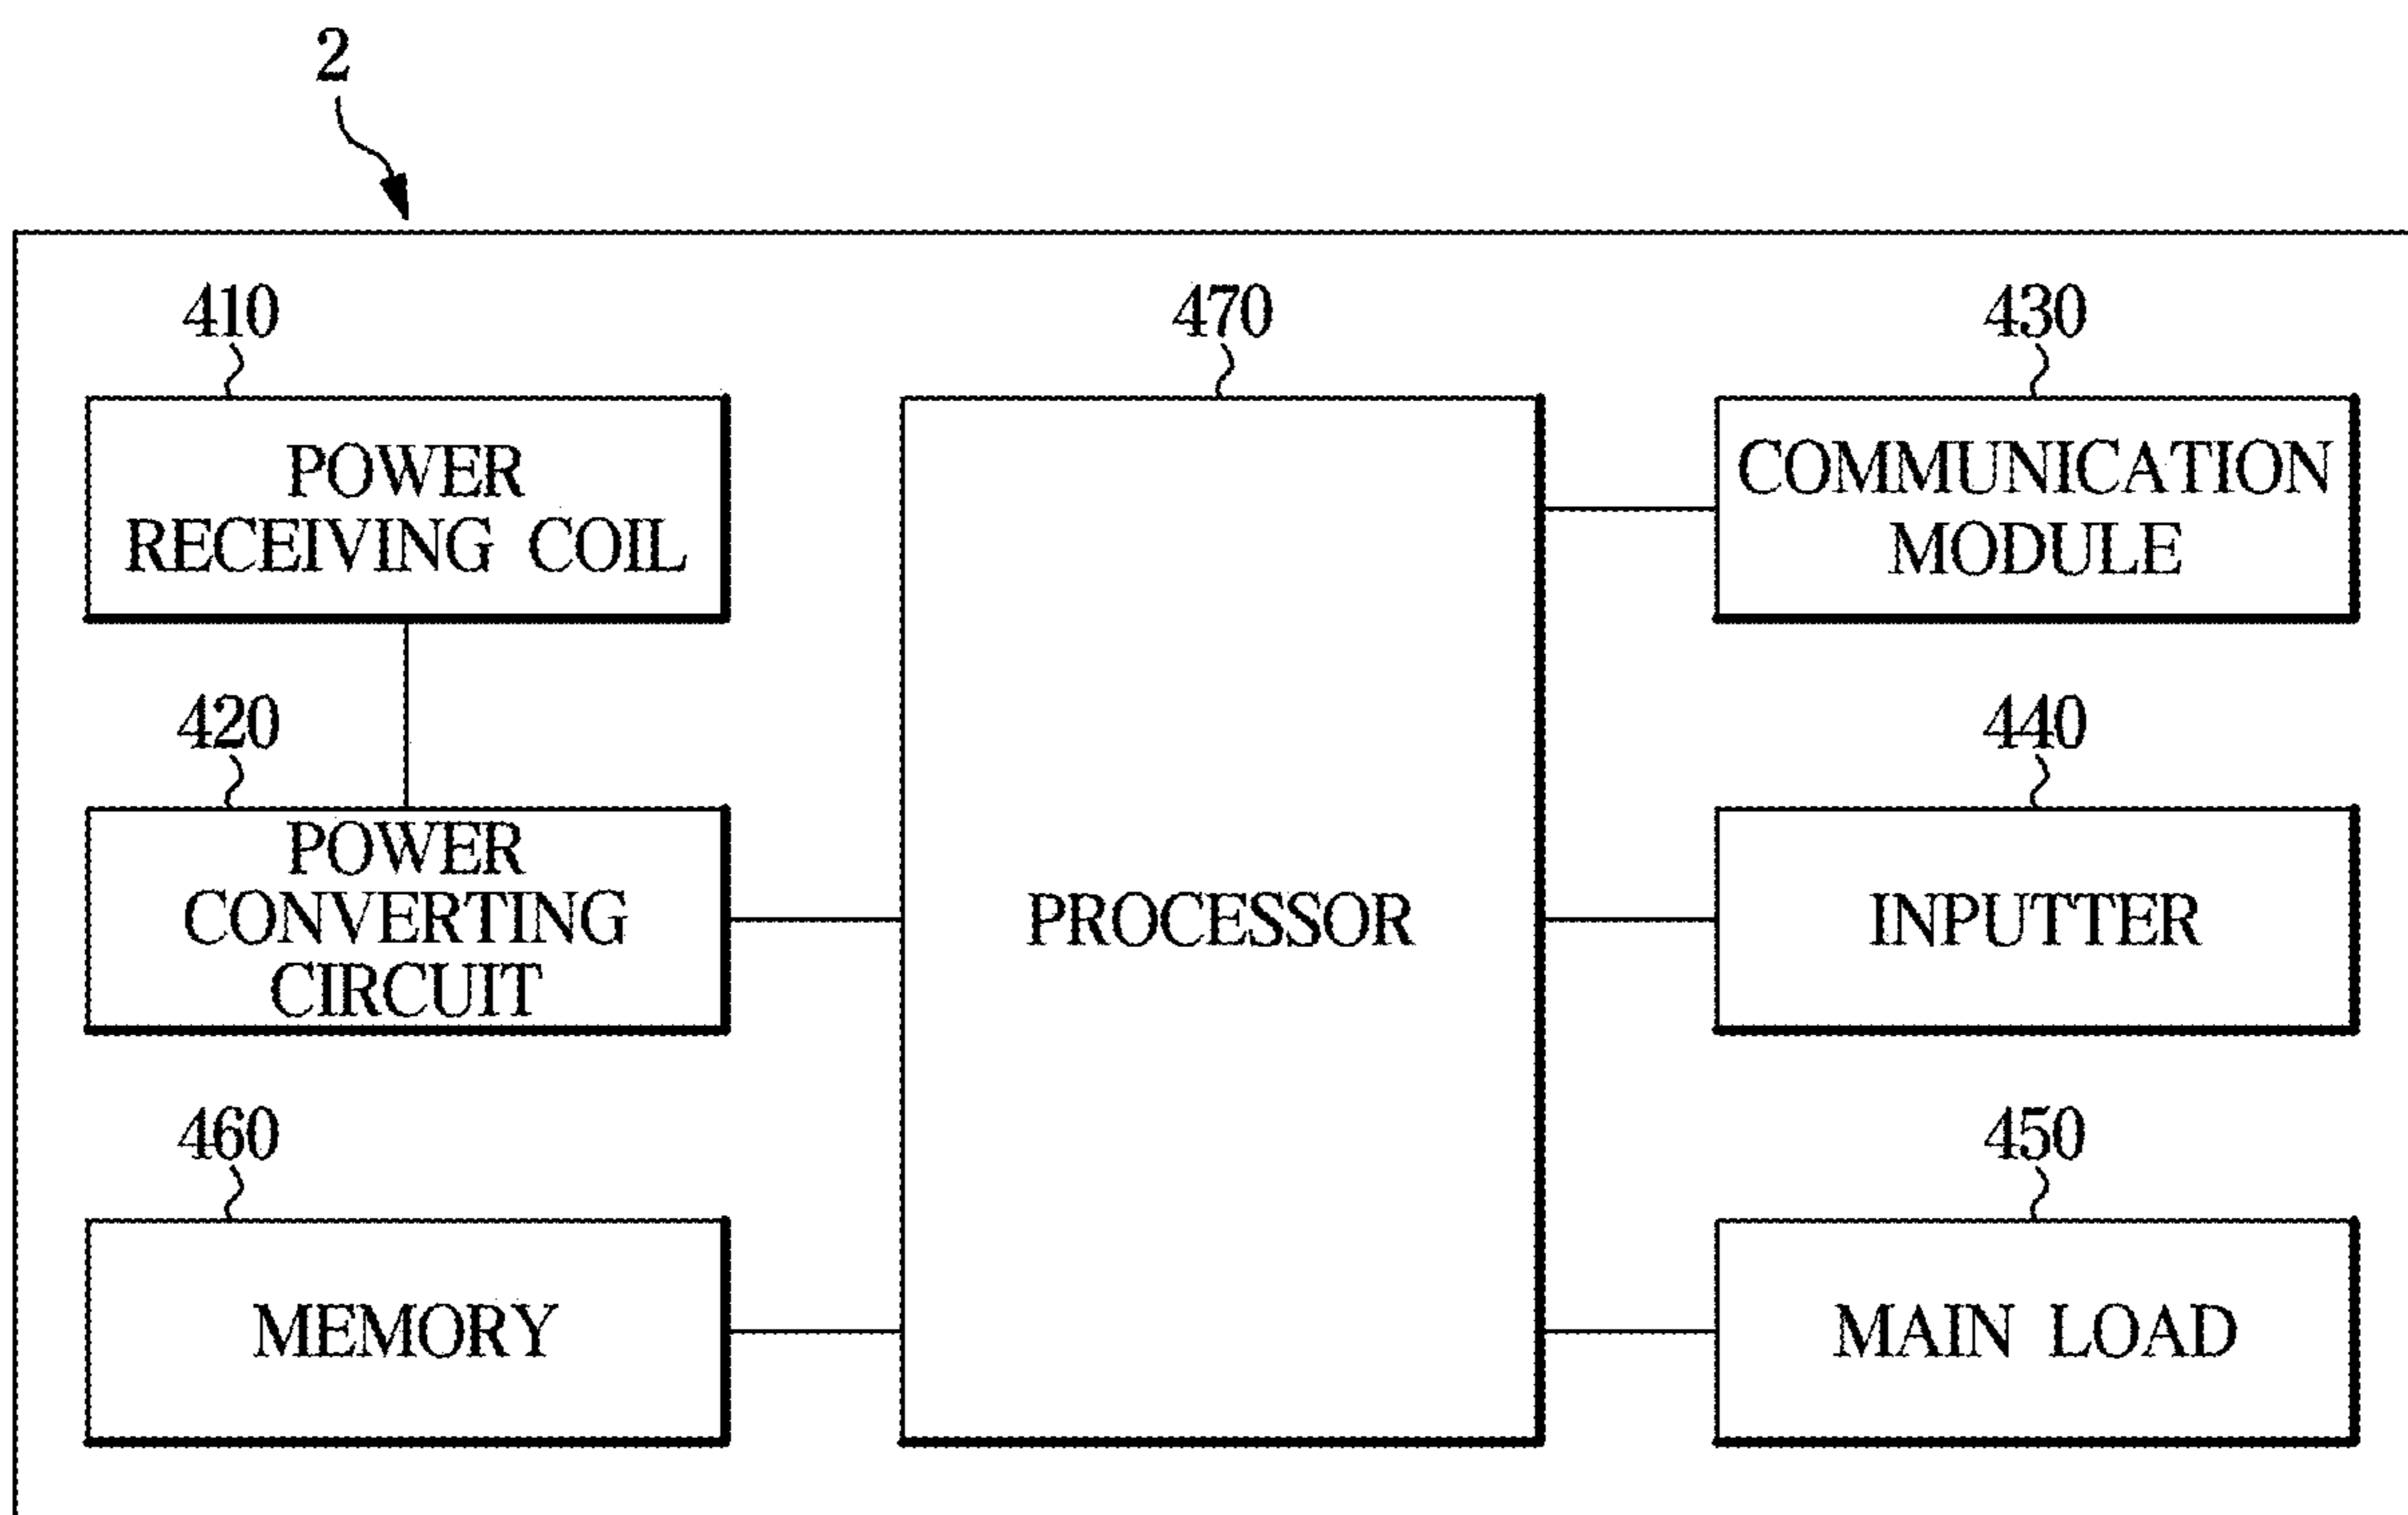 2
410
470
430
POWER
RECEIVING COIL
COMMUNICATION
MODULE
420
440
POWER
CONVERTING
CIRCUIT
PROCESSOR
INPUTTER
460
450
MEMORY
MAIN LOAD